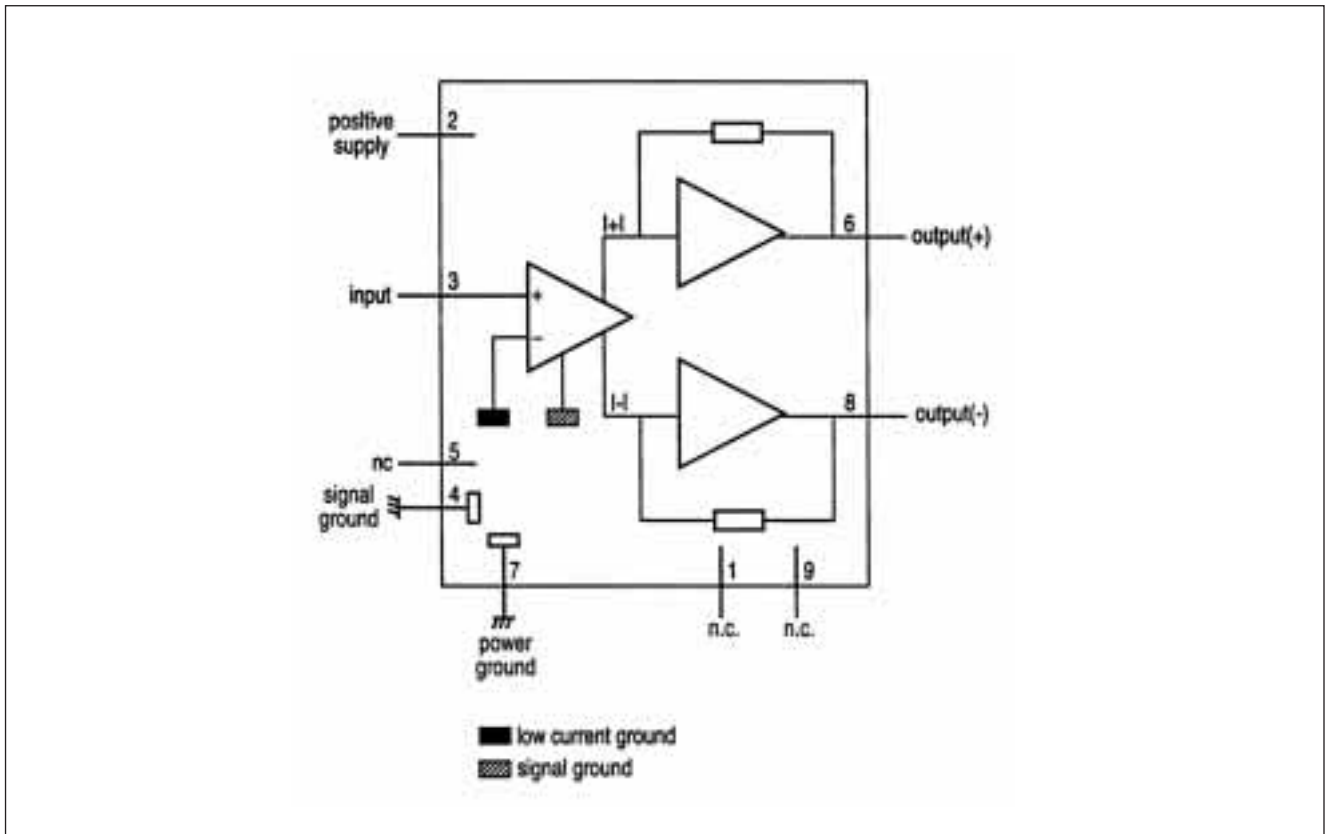 positive
supply
2
input
3
I+I
6
output(+)
+
−
I-I
8
output(-)
nc
5
signal
ground
4
7
power
ground
1
n.c.
9
n.c.
low current ground
signal ground